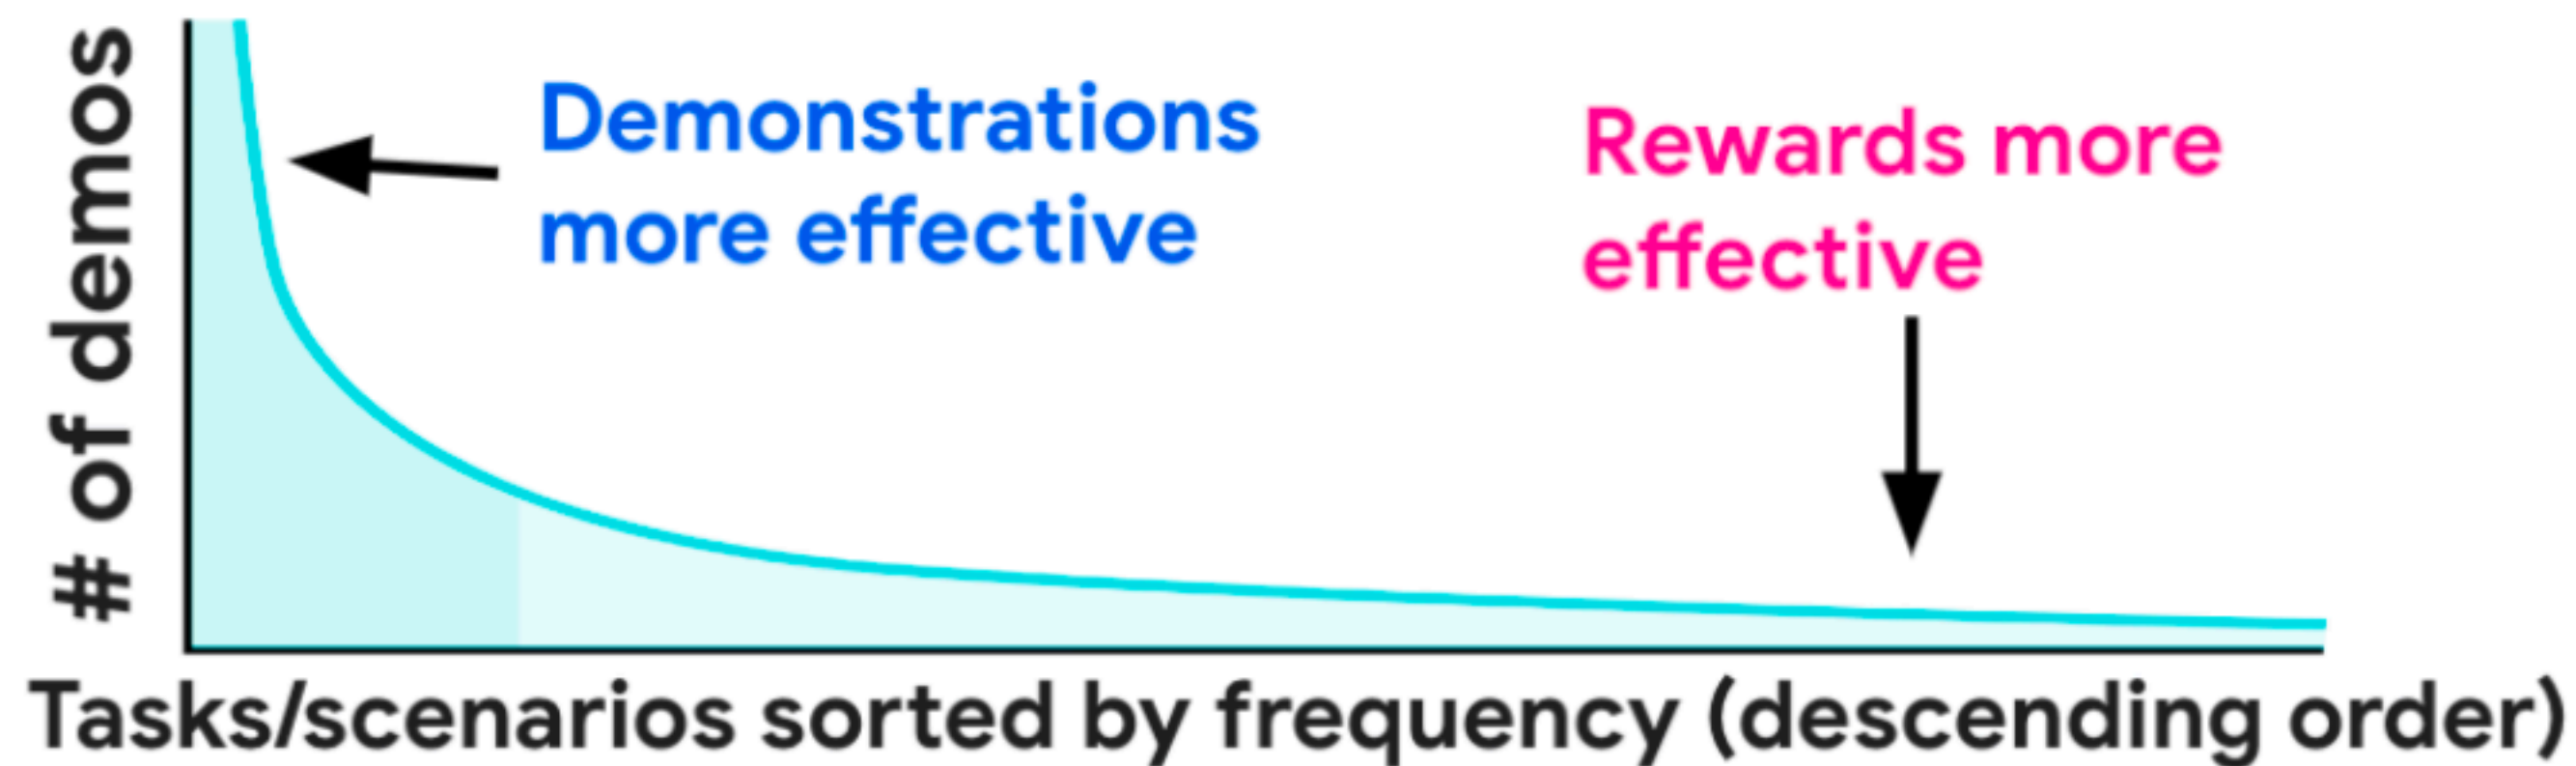 # of demos
Demonstrations
more effective
Rewards more
effective
Tasks/scenarios sorted by frequency (descending order)